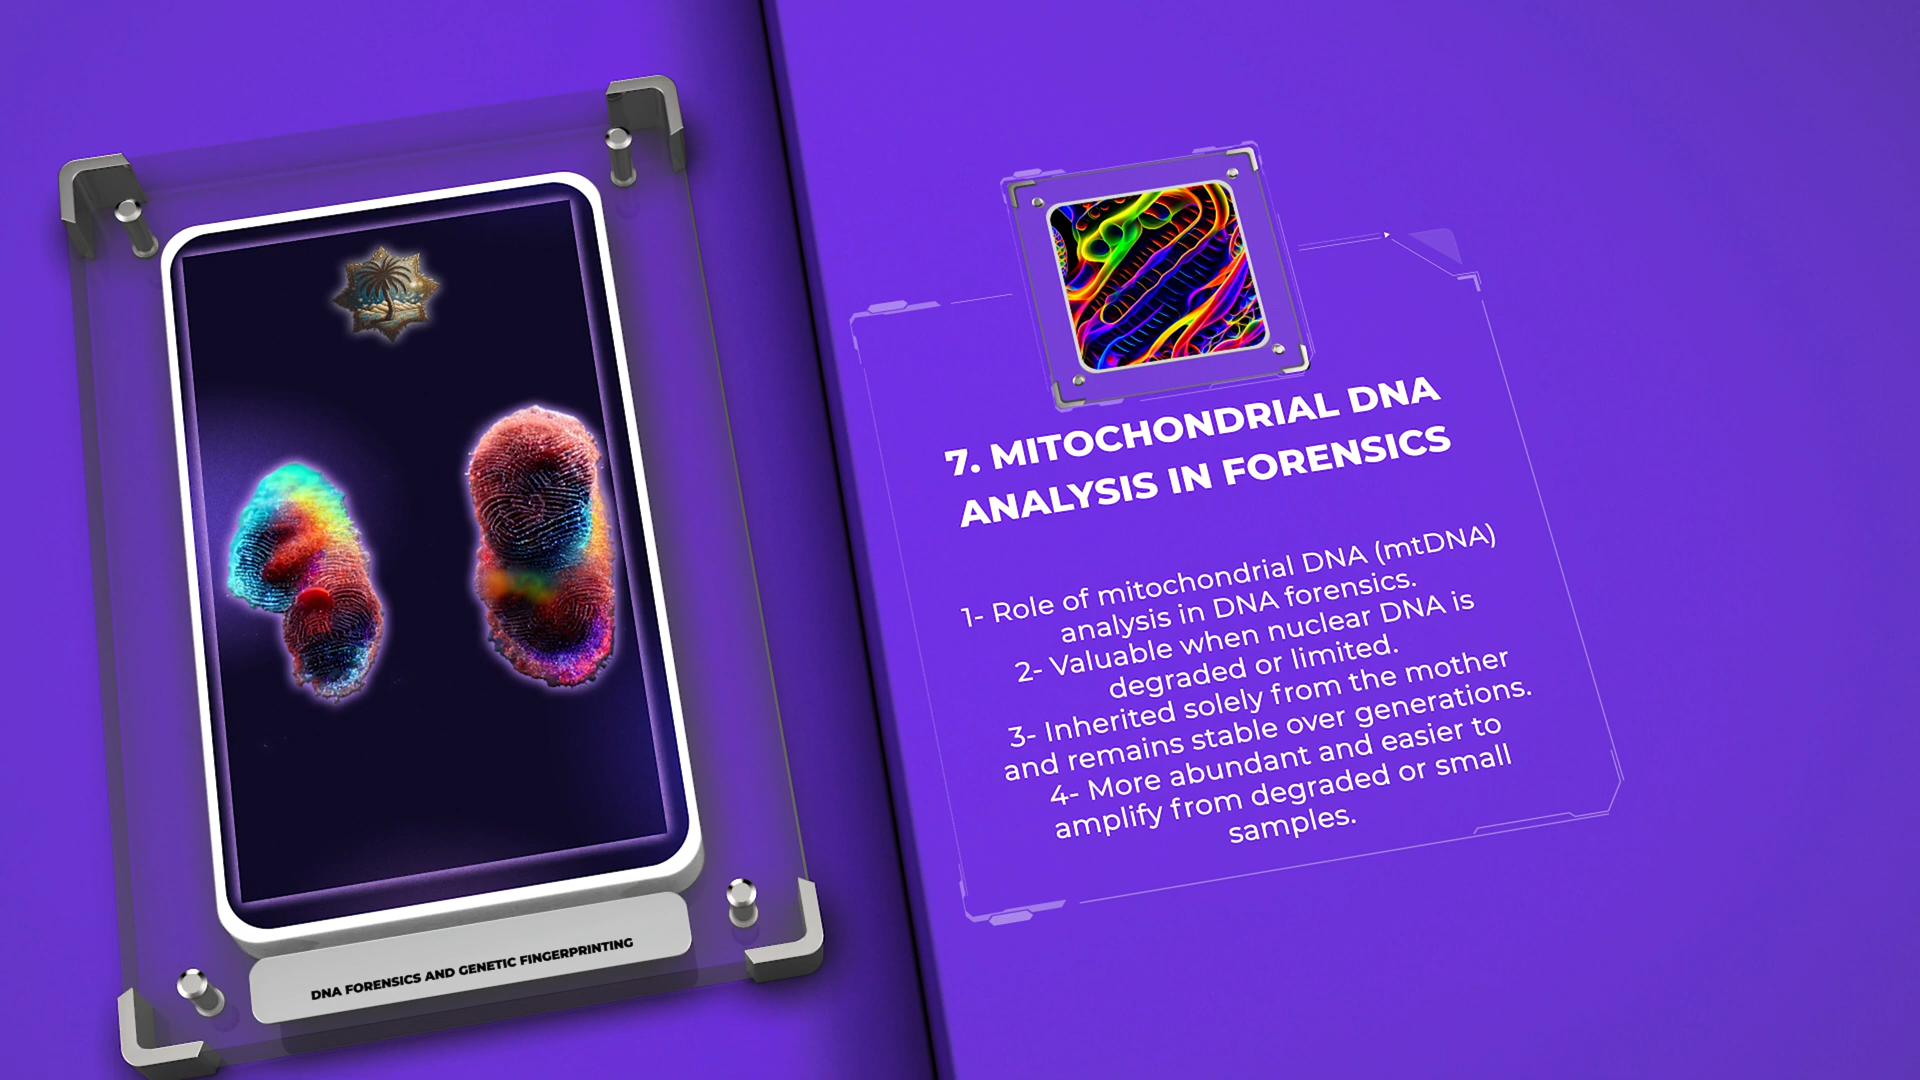 7. MITOCHONDRIAL DNA
ANALYSIS IN FORENSICS
1- Role of mitochondrial DNA (mtDNA)
analysis in DNA forensics.
2- Valuable when nuclear DNA is
degraded or limited.
3- Inherited solely from the mother
and remains stable over generations.
4- More abundant and easier to
amplify from degraded or small
samples.
DNA FORENSICS AND GENETIC FINGERPRINTING